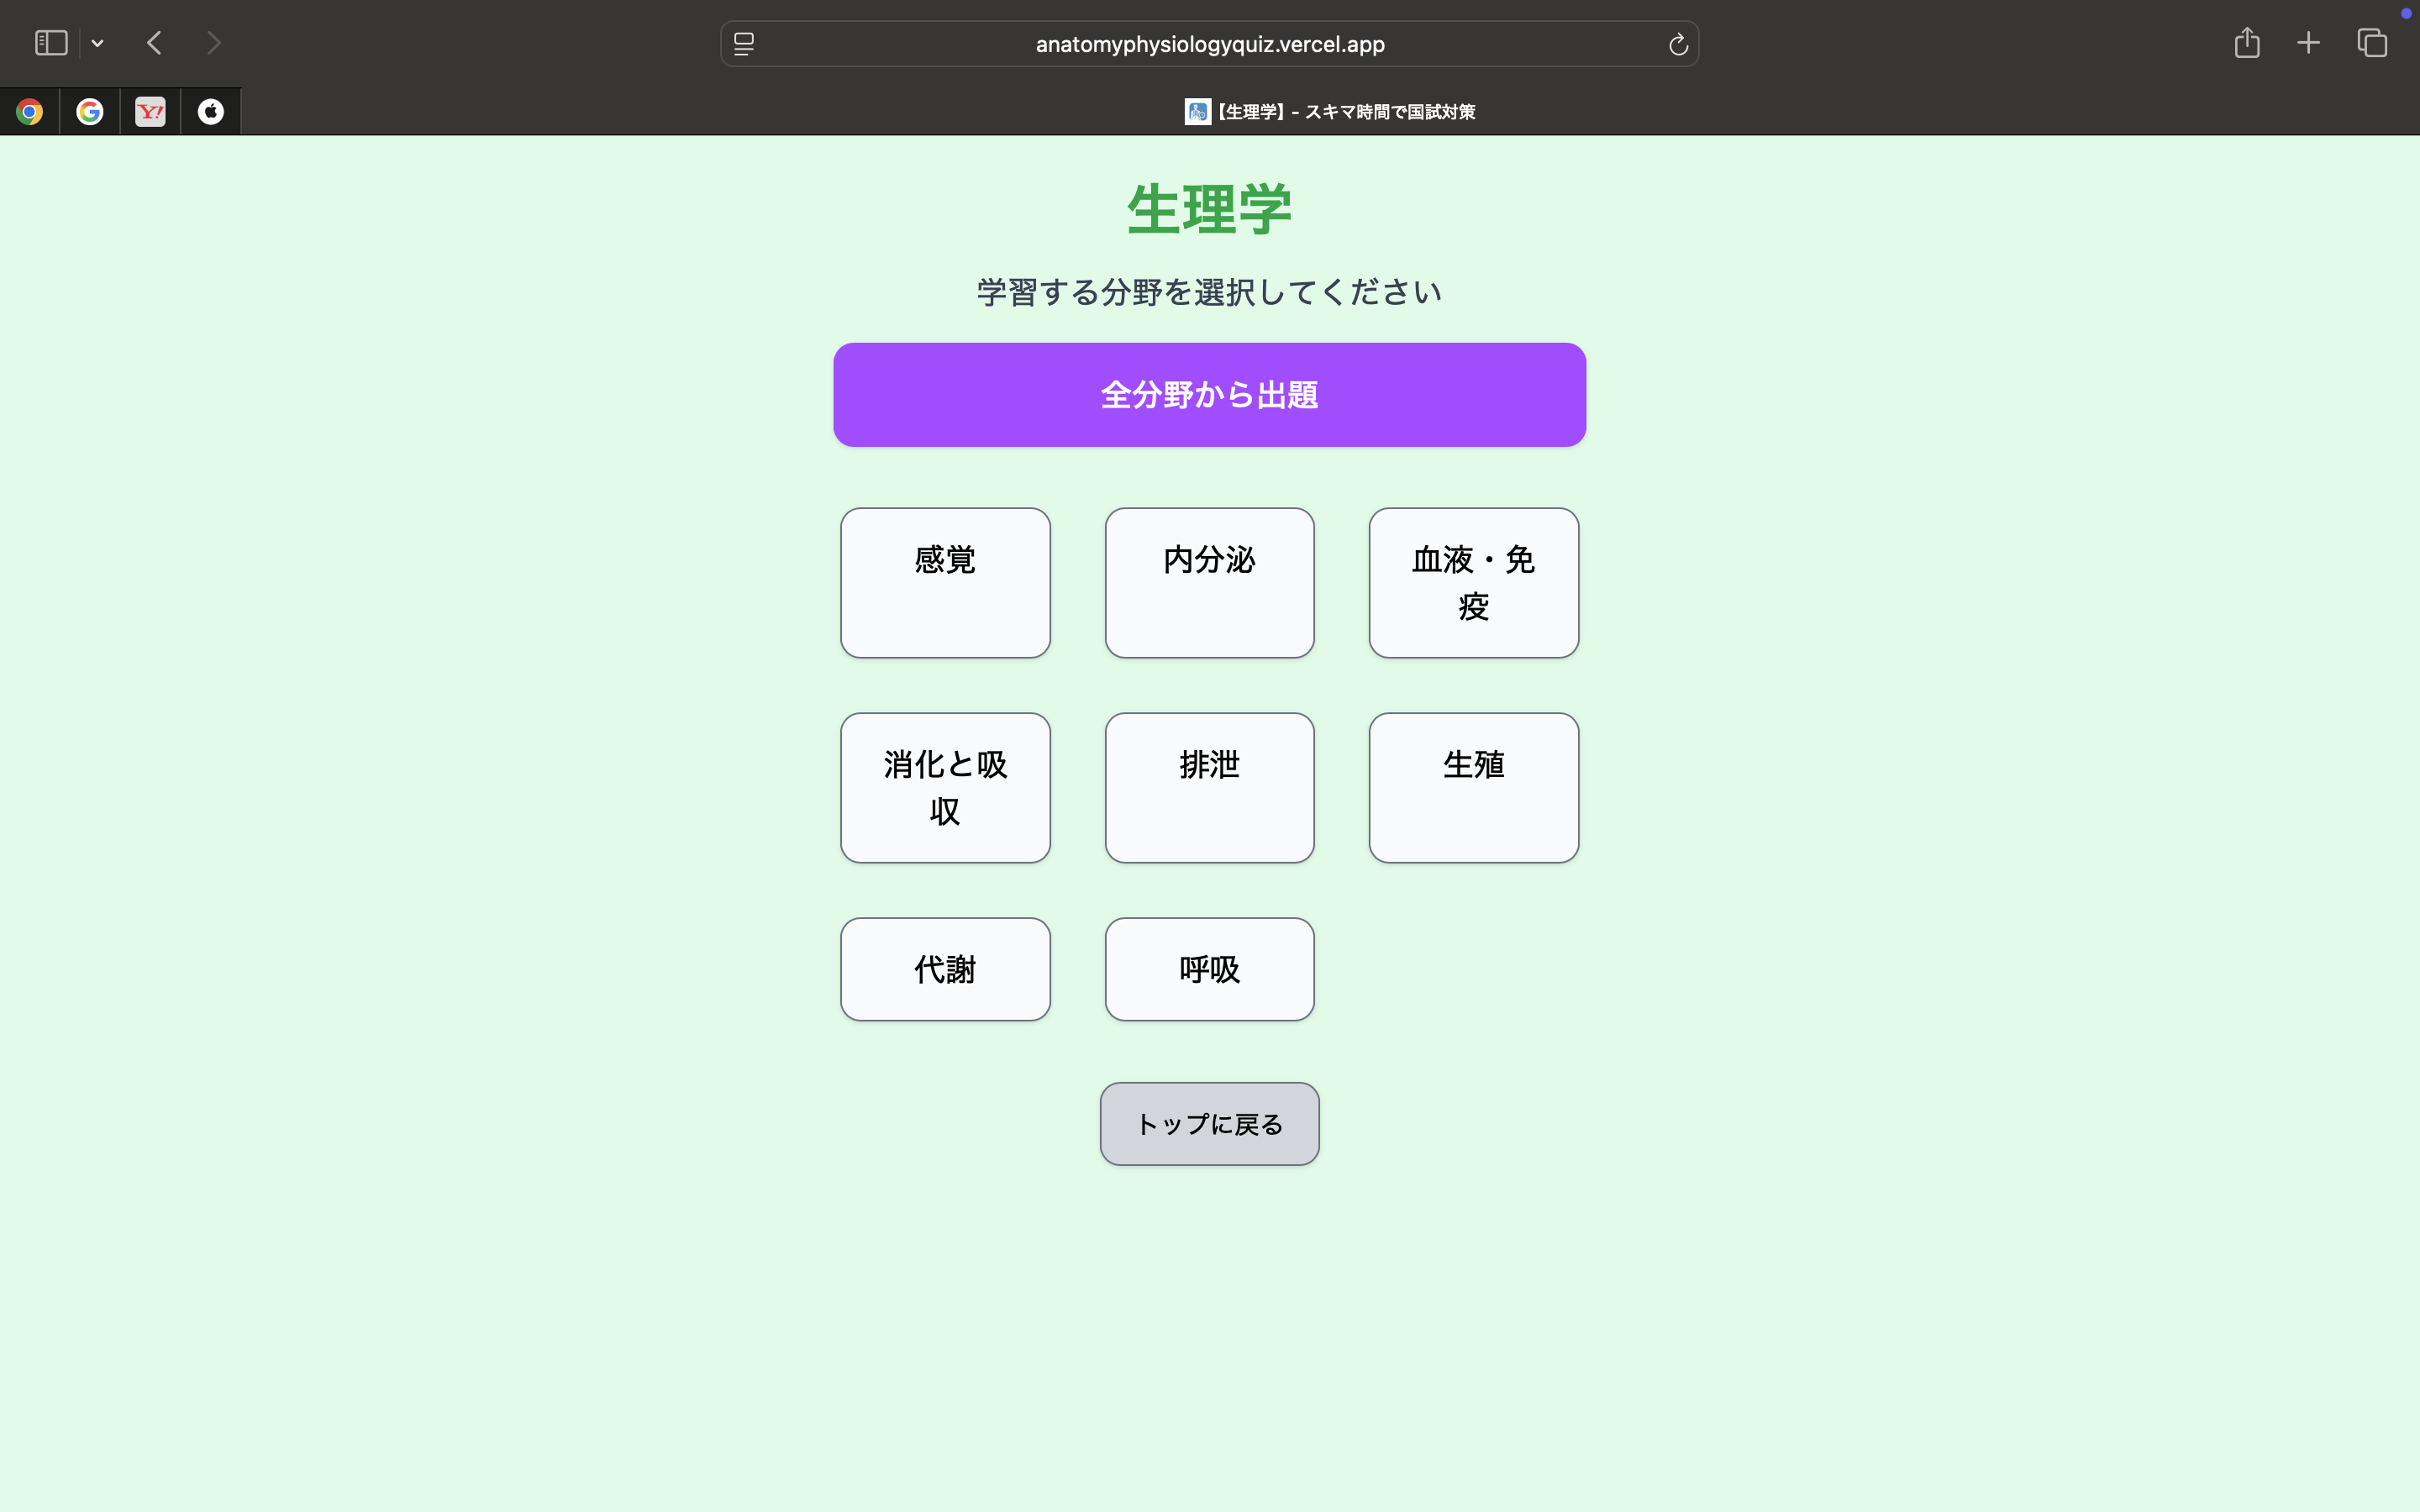 anatomyphysiologyquiz.vercel.app
【生理学】 - スキマ時間で国試対策
生理学
学習する分野を選択してください
全分野から出題
感覚
内分泌
血液・免
疫
消化と吸
収
排泄
生殖
代謝
呼吸
トップに戻る